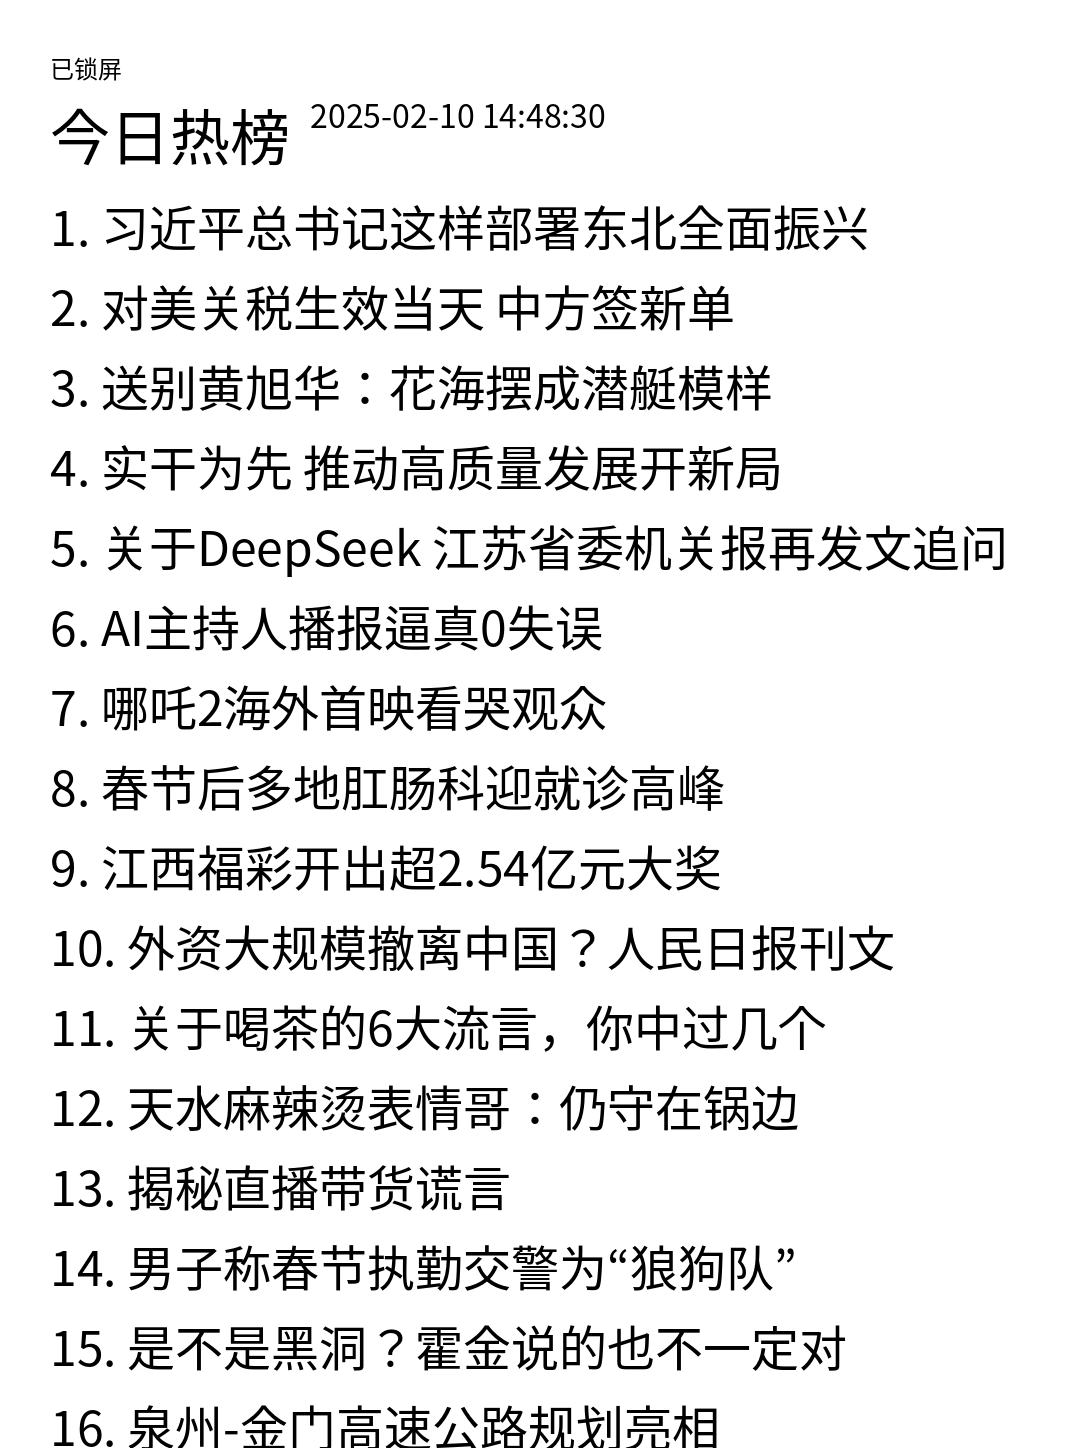 已锁屏
今日热榜 2025-02-10 14:48:30
1. 习近平总书记这样部署东北全面振兴
2. 对美关税生效当天 中方签新单
3. 送别黄旭华：花海摆成潜艇模样
4. 实干为先 推动高质量发展开新局
5. 关于DeepSeek 江苏省委机关报再发文追问
6. AI主持人播报逼真0失误
7. 哪吒2海外首映看哭观众
8. 春节后多地肛肠科迎就诊高峰
9. 江西福彩开出超2.54亿元大奖
10. 外资大规模撤离中国？人民日报刊文
11. 关于喝茶的6大流言，你中过几个
12. 天水麻辣烫表情哥：仍守在锅边
13. 揭秘直播带货谎言
14. 男子称春节执勤交警为“狼狗队”
15. 是不是黑洞？霍金说的也不一定对
16. 泉州-金门高速公路规划亮相